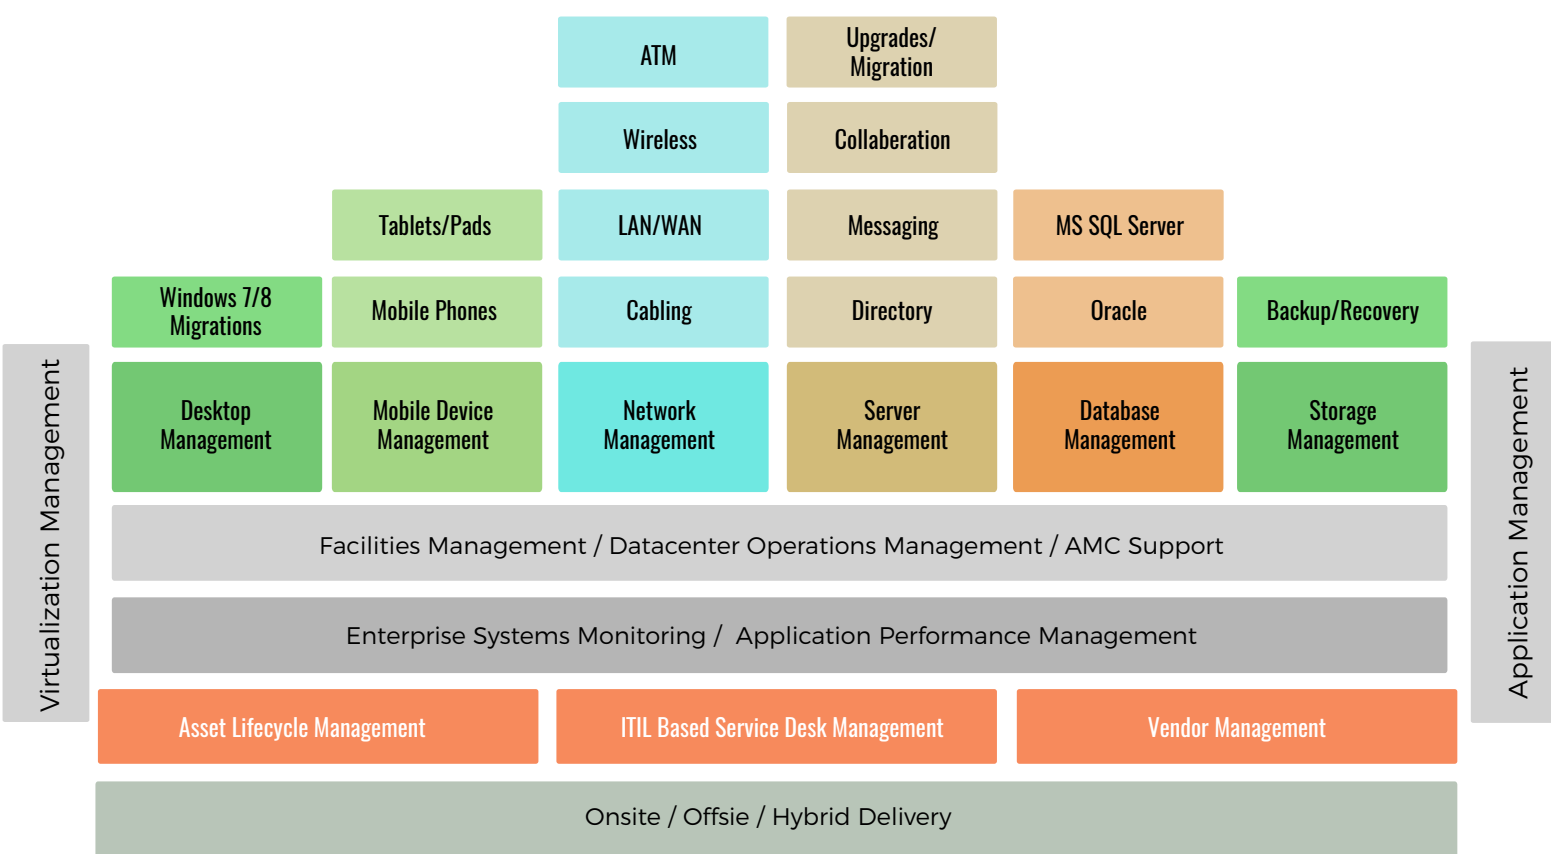 ATM
Upgrades/
Migration
Wireless
Collaberation
Tablets/Pads
LAN/WAN
Messaging
MS SQL Server
Windows 7/8
Migrations
Mobile Phones
Cabling
Directory
Oracle
Backup/Recovery
Virtualization Management
Desktop
Management
Mobile Device
Management
Network
Management
Server
Management
Database
Management
Storage
Management
Application Management
Facilities Management / Datacenter Operations Management / AMC Support
Enterprise Systems Monitoring / Application Performance Management
Asset Lifecycle Management
ITIL Based Service Desk Management
Vendor Management
Onsite / Offsie / Hybrid Delivery